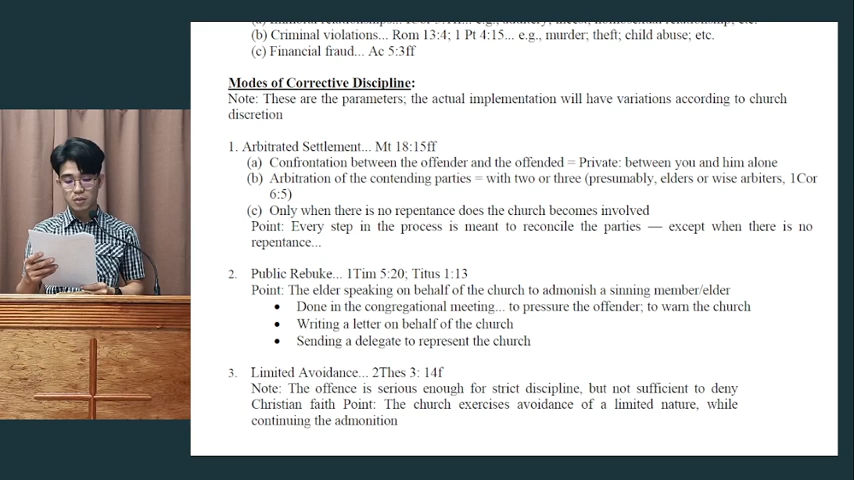 (b) Criminal violations... Rom 13:4; 1 Pt 4:15... e.g., murder; theft; child abuse; etc.
(c) Financial fraud... Ac 5:3ff
Modes of Corrective Discipline:
Note: These are the parameters; the actual implementation will have variations according to church
discretion
1. Arbitrated Settlement... Mt 18:15ff
(a) Confrontation between the offender and the offended = Private: between you and him alone
(b) Arbitration of the contending parties = with two or three (presumably, elders or wise arbiters, 1Cor
6:5)
(c) Only when there is no repentance does the church becomes involved
Point: Every step in the process is meant to reconcile the parties — except when there is no
repentance...
2. Public Rebuke... 1Tim 5:20; Titus 1:13
Point: The elder speaking on behalf of the church to admonish a sinning member/elder
• Done in the congregational meeting... to pressure the offender; to warn the church
• Writing a letter on behalf of the church
• Sending a delegate to represent the church
3. Limited Avoidance... 2Thes 3: 14f
Note: The offence is serious enough for strict discipline, but not sufficient to deny
Christian faith Point: The church exercises avoidance of a limited nature, while
continuing the admonition